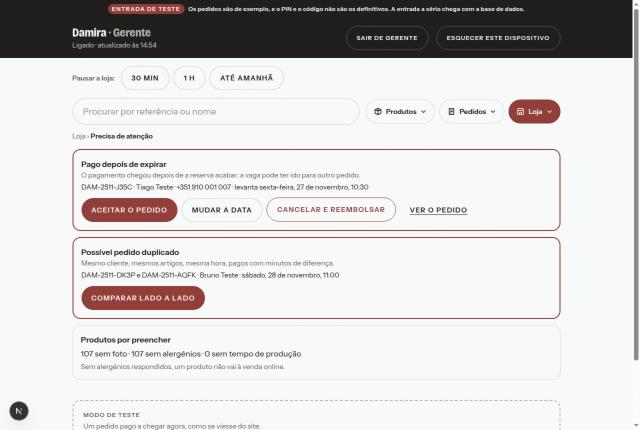 ENTRADA DE TESTE Os pedidos são de exemplo, e o PIN e o código não são os definitivos. A entrada a sério chega com a base de dados.
Damira · Gerente
Ligado · atualizado às 14:54
SAIR DE GERENTE
ESQUECER ESTE DISPOSITIVO
Pausar a loja:
30 MIN
1 H
ATÉ AMANHÃ
Procurar por referência ou nome
Produtos
Pedidos
Loja
Loja › Precisa de atenção
Pago depois de expirar
O pagamento chegou depois de a reserva acabar: a vaga pode ter ido para outro pedido.
DAM-2511-J35C · Tiago Teste · +351 910 001 007 · levanta sexta-feira, 27 de novembro, 10:30
ACEITAR O PEDIDO
MUDAR A DATA
CANCELAR E REEMBOLSAR
VER O PEDIDO
Possível pedido duplicado
Mesmo cliente, mesmos artigos, mesma hora, pagos com minutos de diferença.
DAM-2511-DK3P e DAM-2511-AQFK · Bruno Teste · sábado, 28 de novembro, 11:00
COMPARAR LADO A LADO
Produtos por preencher
107 sem foto · 107 sem alergénios · 0 sem tempo de produção
Sem alergénios respondidos, um produto não vai à venda online.
N
MODO DE TESTE
Um pedido pago a chegar agora, como se viesse do site.